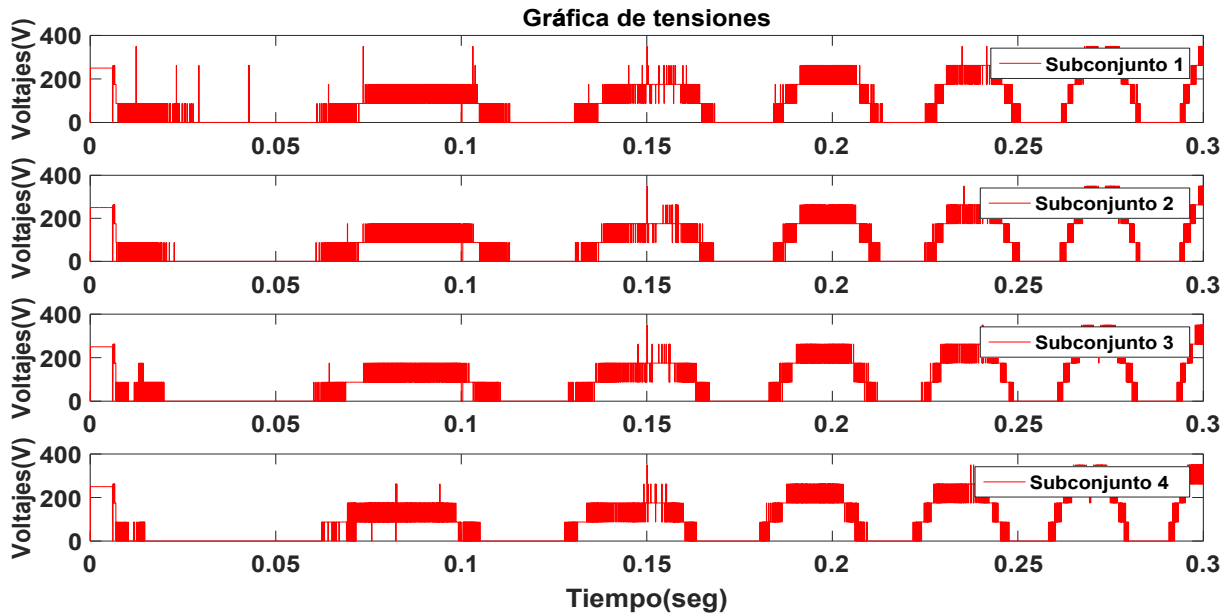 Gráfica de tensiones
Voltajes(V)
400
200
0
Subconjunto 1
0 0.05 0.1 0.15 0.2 0.25 0.3
Voltajes(V)
400
200
0
Subconjunto 2
0 0.05 0.1 0.15 0.2 0.25 0.3
Voltajes(V)
400
200
0
Subconjunto 3
0 0.05 0.1 0.15 0.2 0.25 0.3
Voltajes(V)
400
200
0
Subconjunto 4
0 0.05 0.1 0.15 0.2 0.25 0.3
Tiempo(seg)